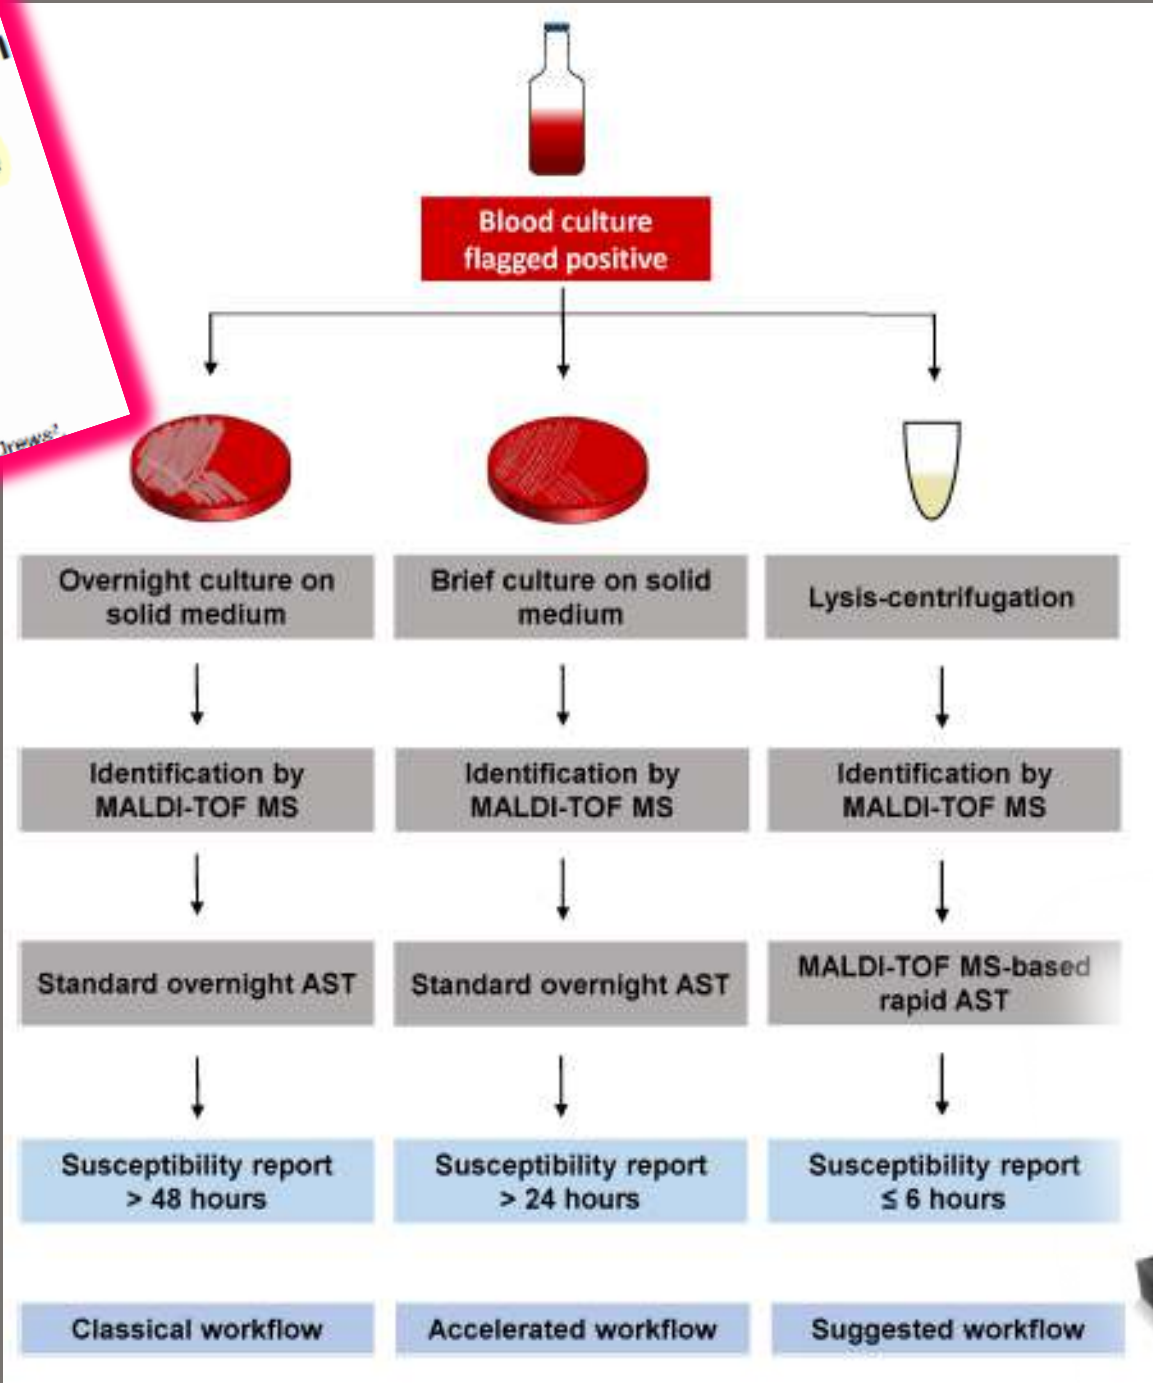 Blood culture
flagged positive
Overnight culture on
solid medium
Brief culture on solid
medium
Lysis-centrifugation
Identification by
MALDI-TOF MS
Identification by
MALDI-TOF MS
Identification by
MALDI-TOF MS
Standard overnight AST
Standard overnight AST
MALDI-TOF MS-based
rapid AST
Susceptibility report
> 48 hours
Susceptibility report
> 24 hours
Susceptibility report
≤ 6 hours
Classical workflow
Accelerated workflow
Suggested workflow